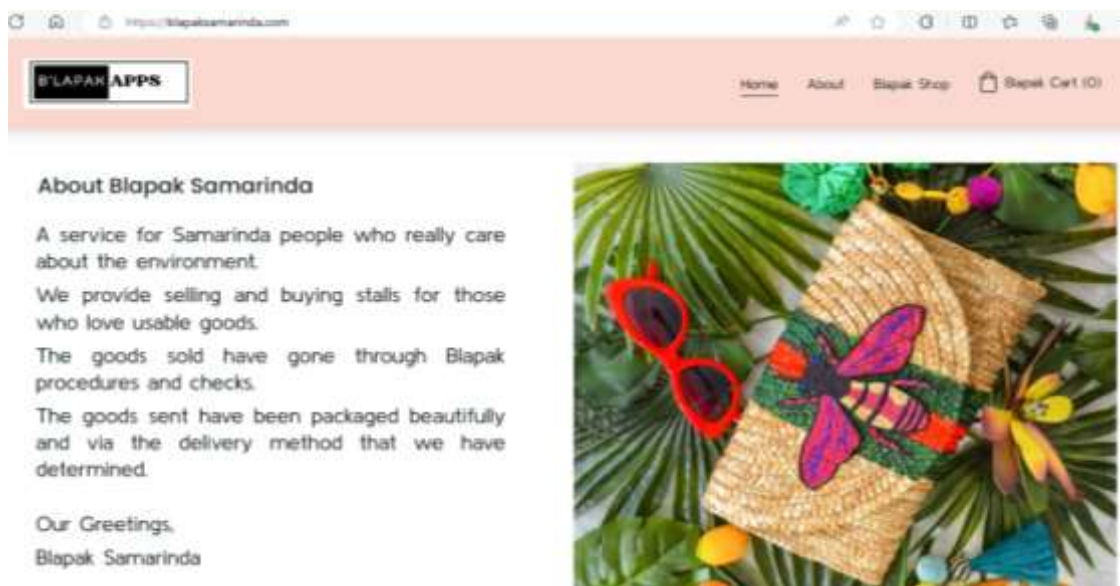 https://blapaksamarinda.com
B'LAPAK APPS
Home About Blapak Shop Blapak Cart (0)
About Blapak Samarinda
A service for Samarinda people who really care
about the environment.
We provide selling and buying stalls for those
who love usable goods.
The goods sold have gone through Blapak
procedures and checks.
The goods sent have been packaged beautifully
and via the delivery method that we have
determined.
Our Greetings,
Blapak Samarinda